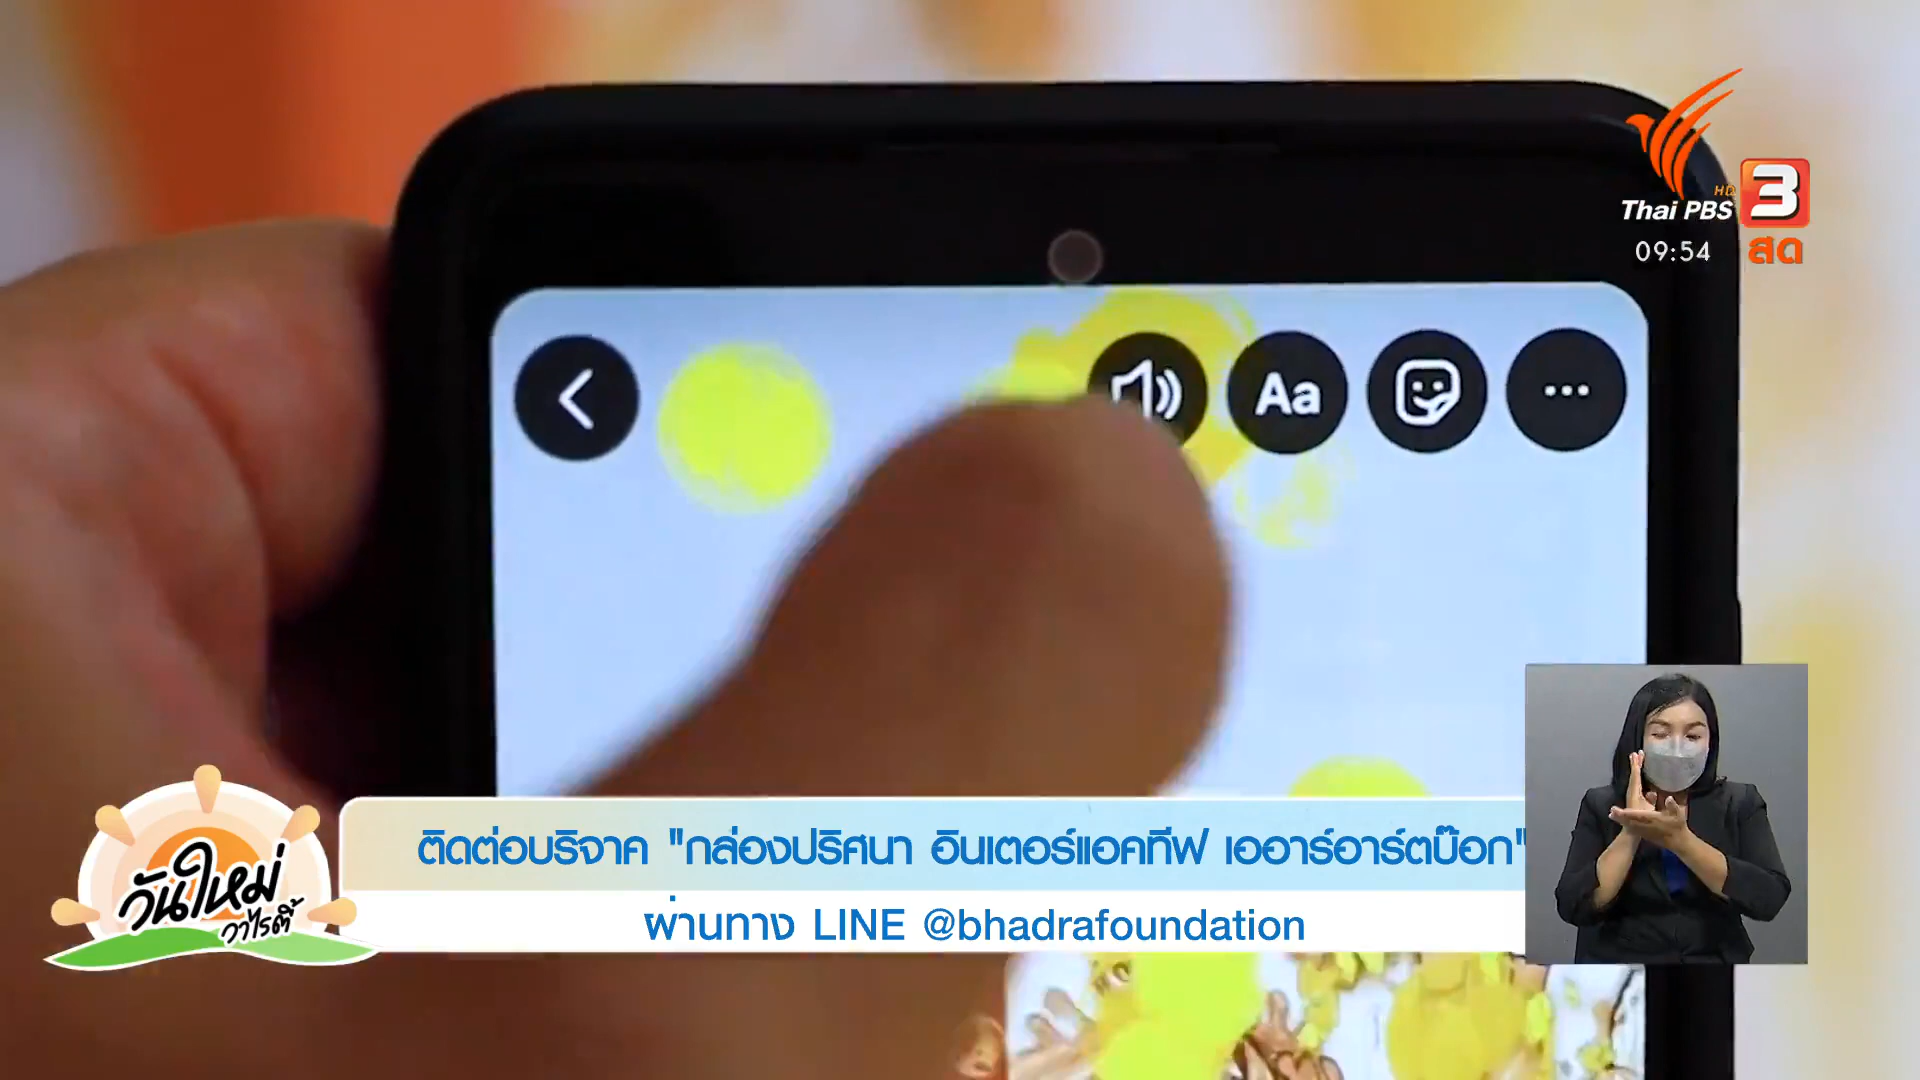 HD
Thai PBS
3
09:54
สด
Aa
ติดต่อบริจาค "กล่องปริศนา อินเตอร์แอคทีฟ เออาร์อาร์ตบ๊อก"
ผ่านทาง LINE @bhadrafoundation
วันใหม่
วาไรตี้